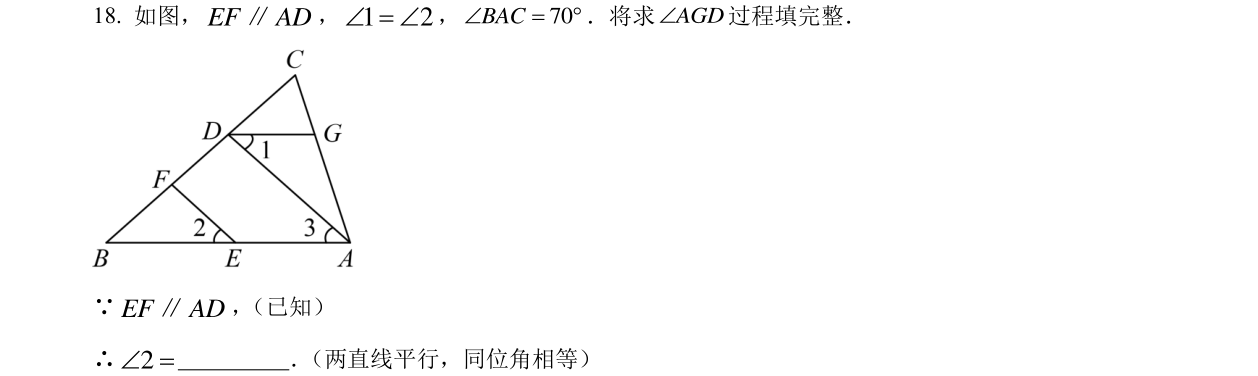 18. 如图，EF∥AD，∠1=∠2，∠BAC=70°．将求∠AGD过程填完整．
C
D
G
1
F
2
3
B
E
A
∵EF∥AD，（已知）
∴∠2=_________．（两直线平行，同位角相等）